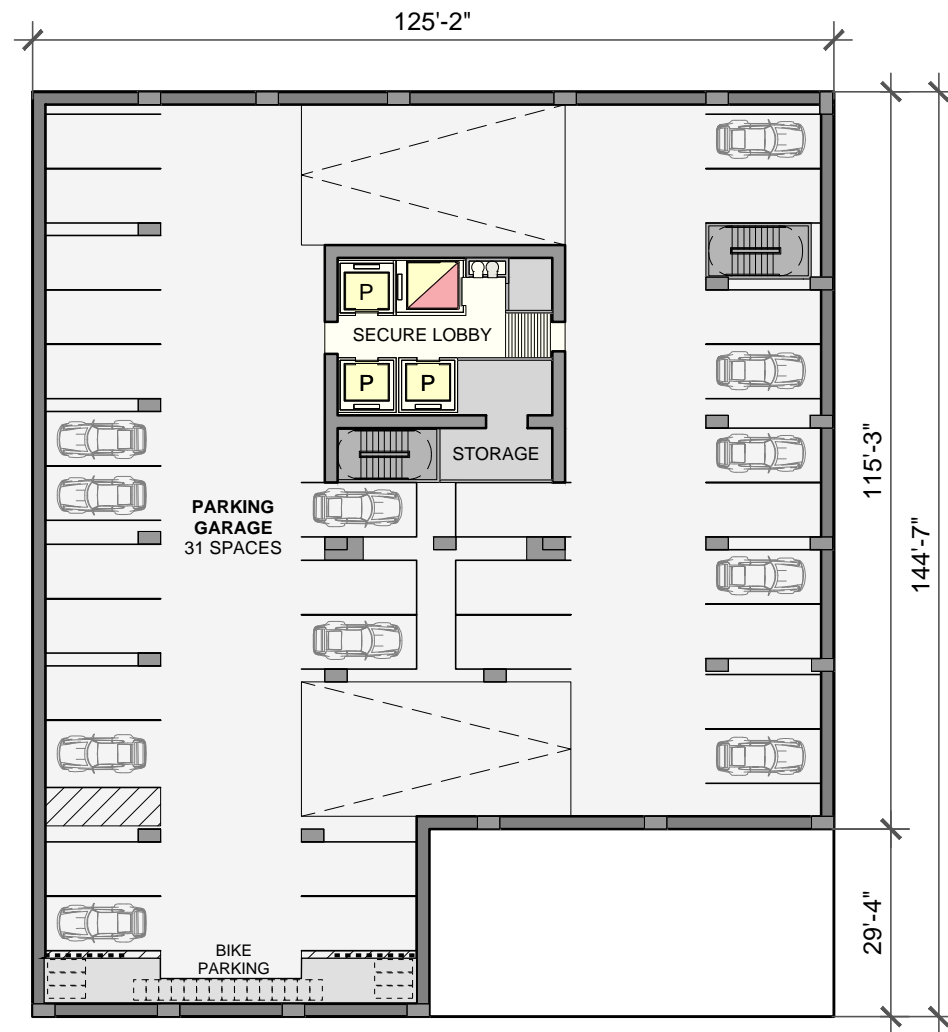 125'-2"
P
SECURE LOBBY
P
P
STORAGE
PARKING
GARAGE
31 SPACES
115'-3"
144'-7"
29'-4"
BIKE
PARKING